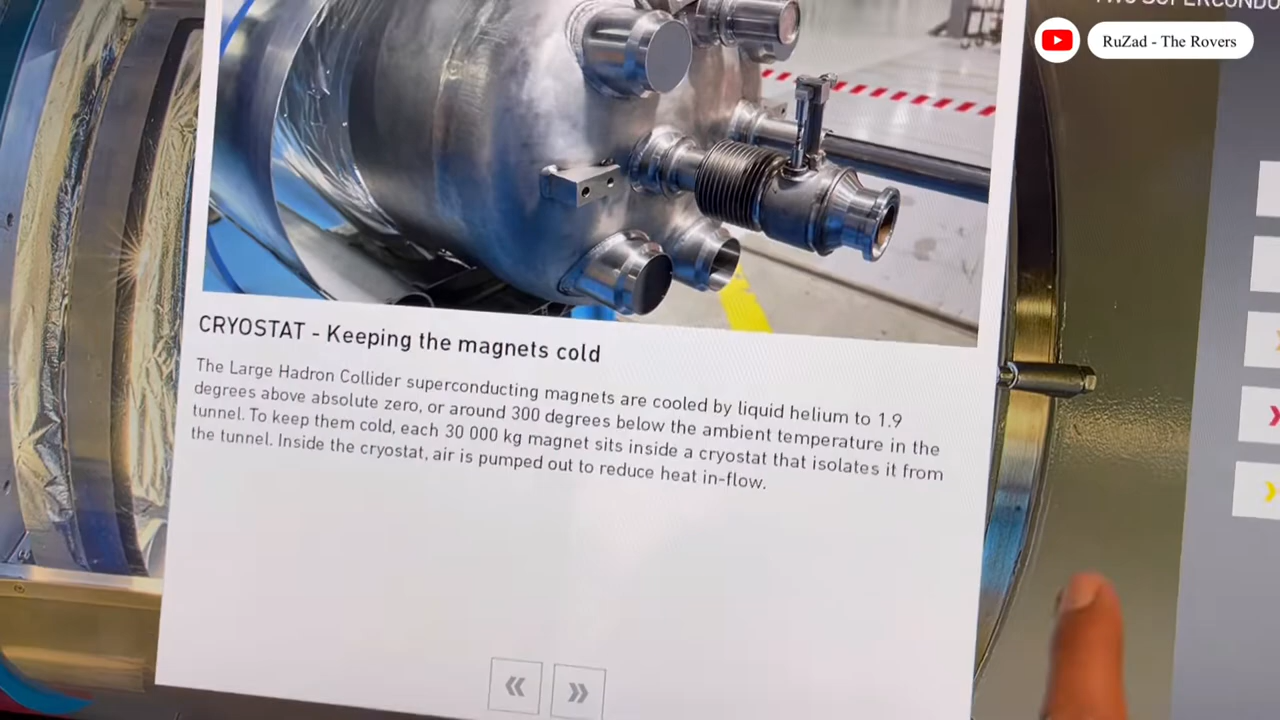 RuZad - The Rovers
CRYOSTAT - Keeping the magnets cold
The Large Hadron Collider superconducting magnets are cooled by liquid helium to 1.9
degrees above absolute zero, or around 300 degrees below the ambient temperature in the
tunnel. To keep them cold, each 30 000 kg magnet sits inside a cryostat that isolates it from
the tunnel. Inside the cryostat, air is pumped out to reduce heat in-flow.